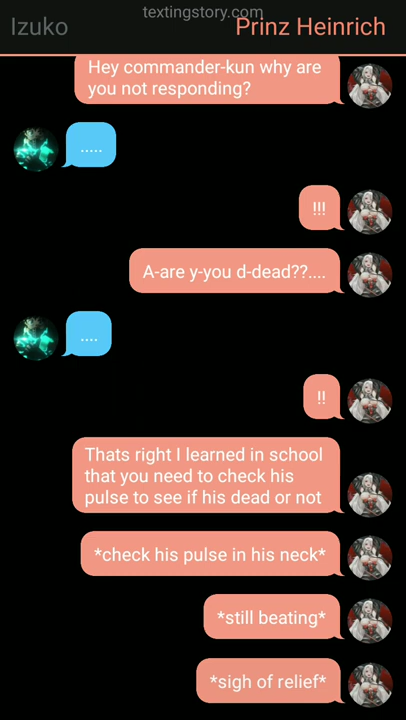 textingstory.com
Izuko
Prinz Heinrich
Hey commander-kun why are
you not responding?
.....
!!!
A-are y-you d-dead??....
....
!!
Thats right I learned in school
that you need to check his
pulse to see if his dead or not
*check his pulse in his neck*
*still beating*
*sigh of relief*